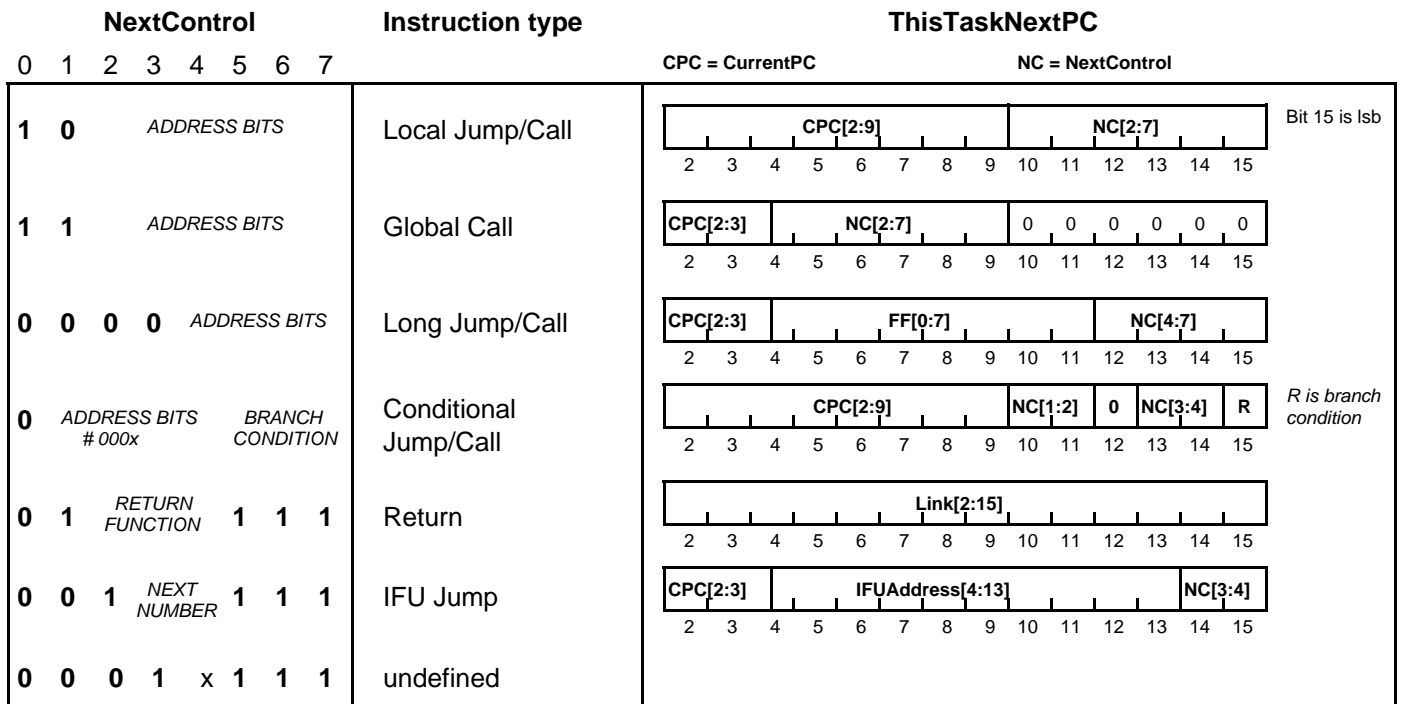 NextControl Instruction type ThisTaskNextPC
0 1 2 3 4 5 6 7 CPC = CurrentPC NC = NextControl
1 0 ADDRESS BITS Local Jump/Call CPC[2:9] NC[2:7] Bit 15 is lsb
2 3 4 5 6 7 8 9 10 11 12 13 14 15
1 1 ADDRESS BITS Global Call CPC[2:3] NC[2:7] 0 0 0 0 0 0
2 3 4 5 6 7 8 9 10 11 12 13 14 15
0 0 0 0 ADDRESS BITS Long Jump/Call CPC[2:3] FF[0:7] NC[4:7]
2 3 4 5 6 7 8 9 10 11 12 13 14 15
0 ADDRESS BITS
# 000x
BRANCH
CONDITION
Conditional
Jump/Call
CPC[2:9] NC[1:2] 0 NC[3:4] R
R is branch
condition
2 3 4 5 6 7 8 9 10 11 12 13 14 15
0 1 RETURN
FUNCTION
1 1 1 Return Link[2:15]
2 3 4 5 6 7 8 9 10 11 12 13 14 15
0 0 1 NEXT
NUMBER
1 1 1 IFU Jump CPC[2:3] IFUAddress[4:13] NC[3:4]
2 3 4 5 6 7 8 9 10 11 12 13 14 15
0 0 0 1 x 1 1 1 undefined